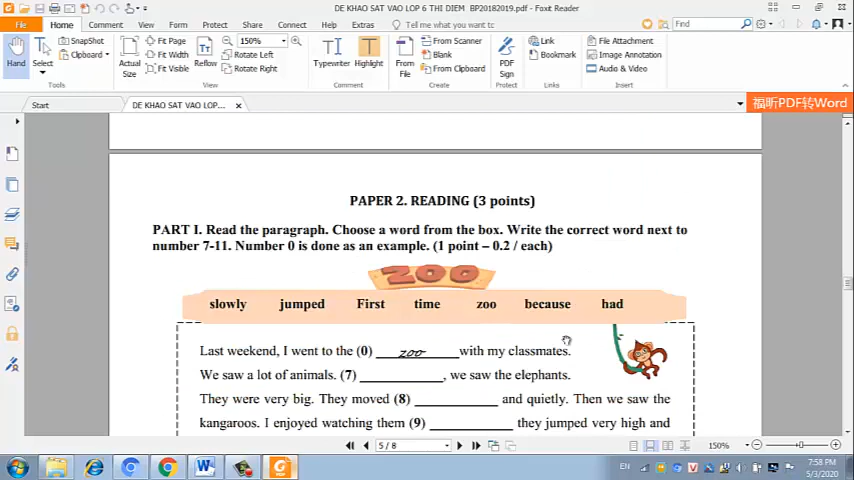 DE KHAO SAT VAO LOP 6 THI DIEM BP20182019.pdf - Foxit Reader
File Home Comment View Form Protect Share Connect Help Extras Tell me what you want to do... Find
Hand Select SnapShot Clipboard Actual Size Fit Page Fit Width Fit Visible Reflow 150% Rotate Left Rotate Right Typewriter Highlight From File From Scanner Blank From Clipboard PDF Sign Link Bookmark File Attachment Image Annotation Audio & Video
Tools View Comment Create Protect Links Insert
Start DE KHAO SAT VAO LOP... 福昕PDF转Word
PAPER 2. READING (3 points)
PART I. Read the paragraph. Choose a word from the box. Write the correct word next to
number 7-11. Number 0 is done as an example. (1 point – 0.2 / each)
ZOO
slowly jumped First time zoo because had
Last weekend, I went to the (0) zoo with my classmates.
We saw a lot of animals. (7) ____________, we saw the elephants.
They were very big. They moved (8) ____________ and quietly. Then we saw the
kangaroos. I enjoyed watching them (9) ____________ they jumped very high and
5 / 8 150%
EN 7:58 PM
5/3/2020